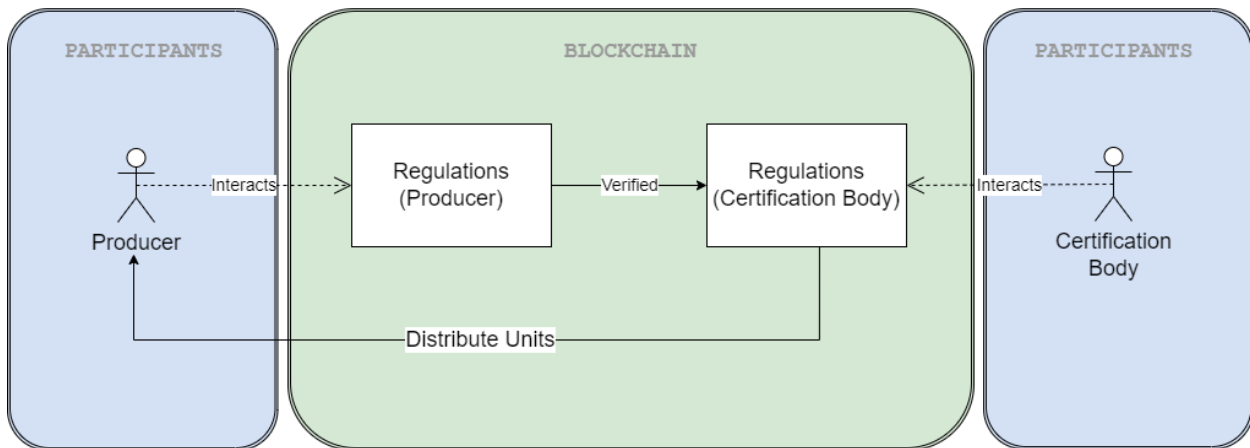 PARTICIPANTS
BLOCKCHAIN
PARTICIPANTS
Interacts
Regulations
(Producer)
Verified
Regulations
(Certification Body)
Interacts
Producer
Certification
Body
Distribute Units